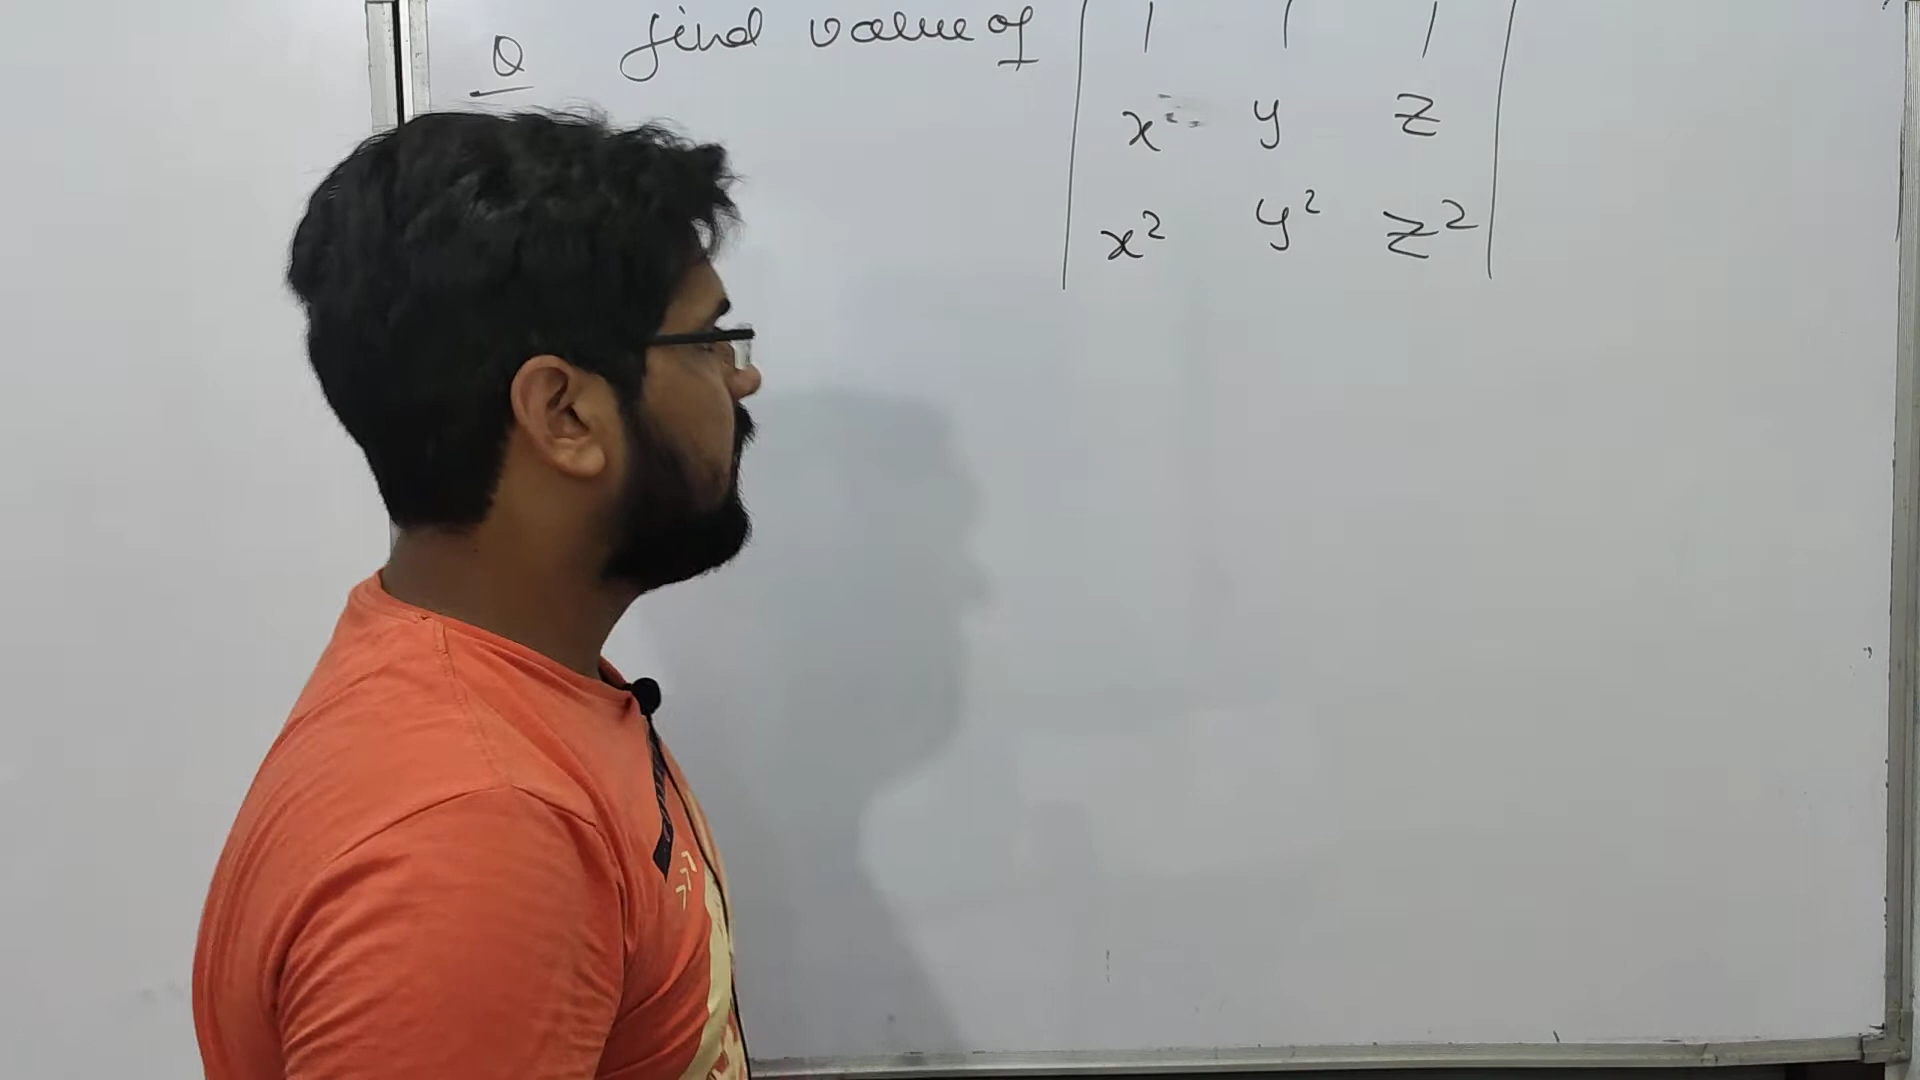 Q find value of | 1 1 1 |
x y z
x² y² z²